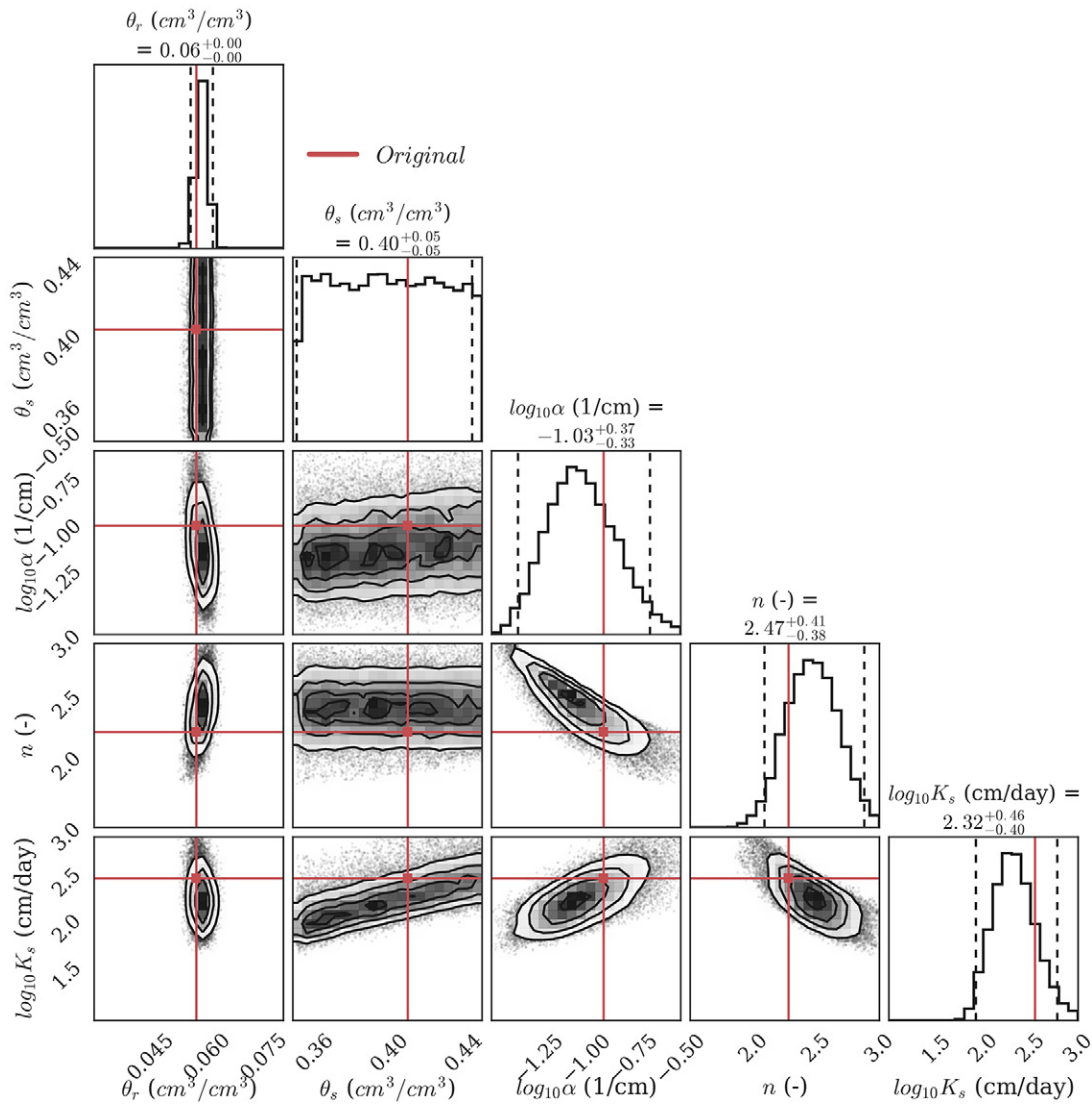 θ_r (cm³/cm³)
= 0.06^{+0.00}_{-0.00}
Original
θ_s (cm³/cm³)
= 0.40^{+0.05}_{-0.05}
0.44
0.40
0.36
θ_s (cm³/cm³)
log₁₀α (1/cm) =
−1.03^{+0.37}_{-0.33}
−0.50
−0.75
−1.00
−1.25
log₁₀α (1/cm)
n (-) =
2.47^{+0.41}_{-0.38}
3.0
2.5
2.0
n (-)
log₁₀K_s (cm/day) =
2.32^{+0.46}_{-0.40}
3.0
2.5
2.0
1.5
log₁₀K_s (cm/day)
0.045 0.060 0.075 0.36 0.40 0.44 −1.25 −1.00 −0.75 −0.50 2.0 2.5 3.0 1.5 2.0 2.5 3.0
θ_r (cm³/cm³) θ_s (cm³/cm³) log₁₀α (1/cm) n (-) log₁₀K_s (cm/day)